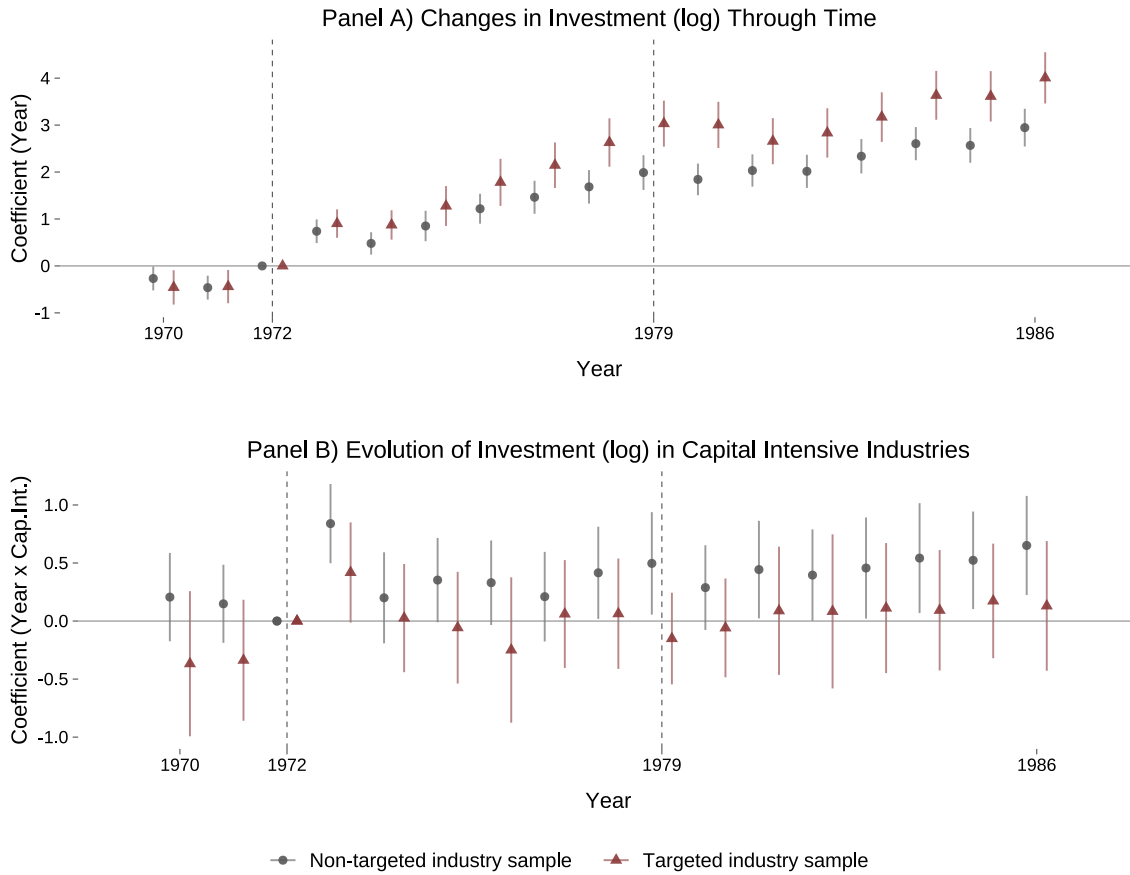 Panel A) Changes in Investment (log) Through Time
Coefficient (Year)
4
3
2
1
0
-1
1970 1972 1979 1986
Year
Panel B) Evolution of Investment (log) in Capital Intensive Industries
Coefficient (Year x Cap.Int.)
1.0
0.5
0.0
-0.5
-1.0
1970 1972 1979 1986
Year
Non-targeted industry sample Targeted industry sample